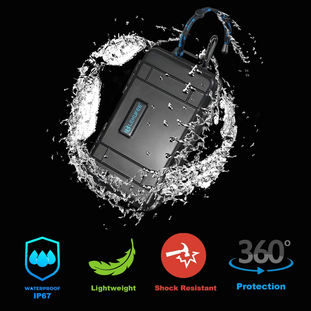 WATERPROOF
IP67
Lightweight
Shock Resistant
360°
Protection